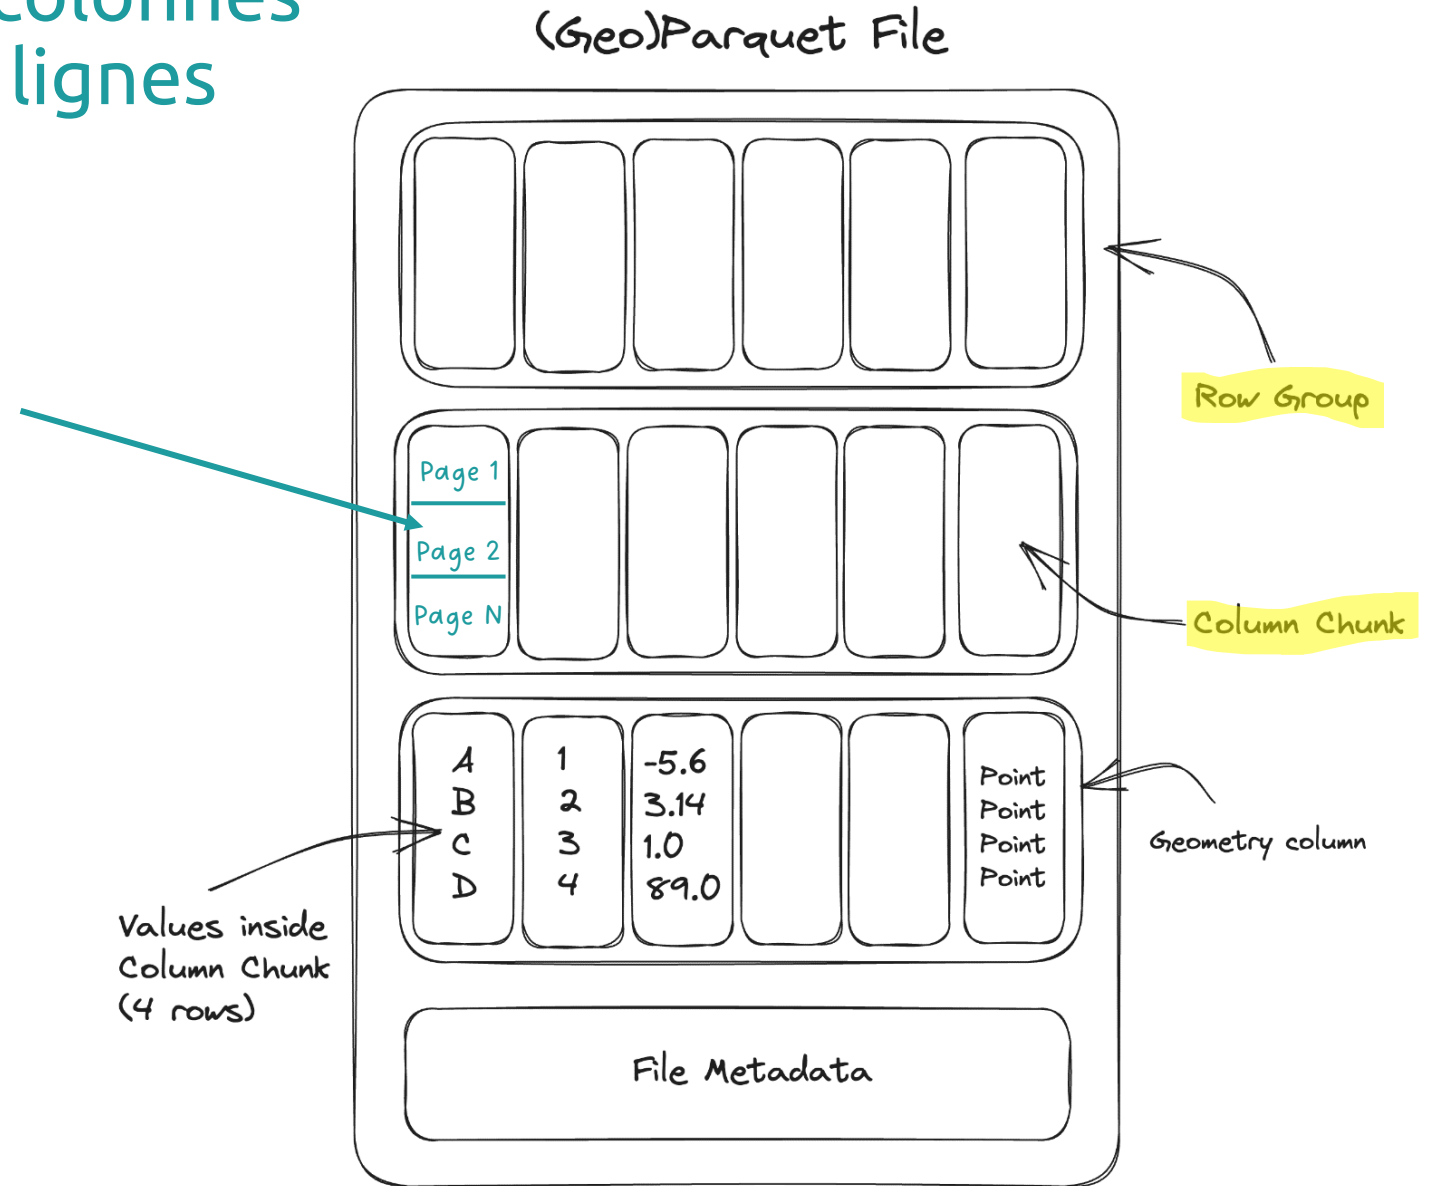 colonnes
lignes
(Geo)Parquet File
Row Group
Page 1
Page 2
Page N
Column Chunk
A 1 -5.6 Point
B 2 3.14 Point
C 3 1.0 Point
D 4 89.0 Point
Geometry column
Values inside
Column Chunk
(4 rows)
File Metadata